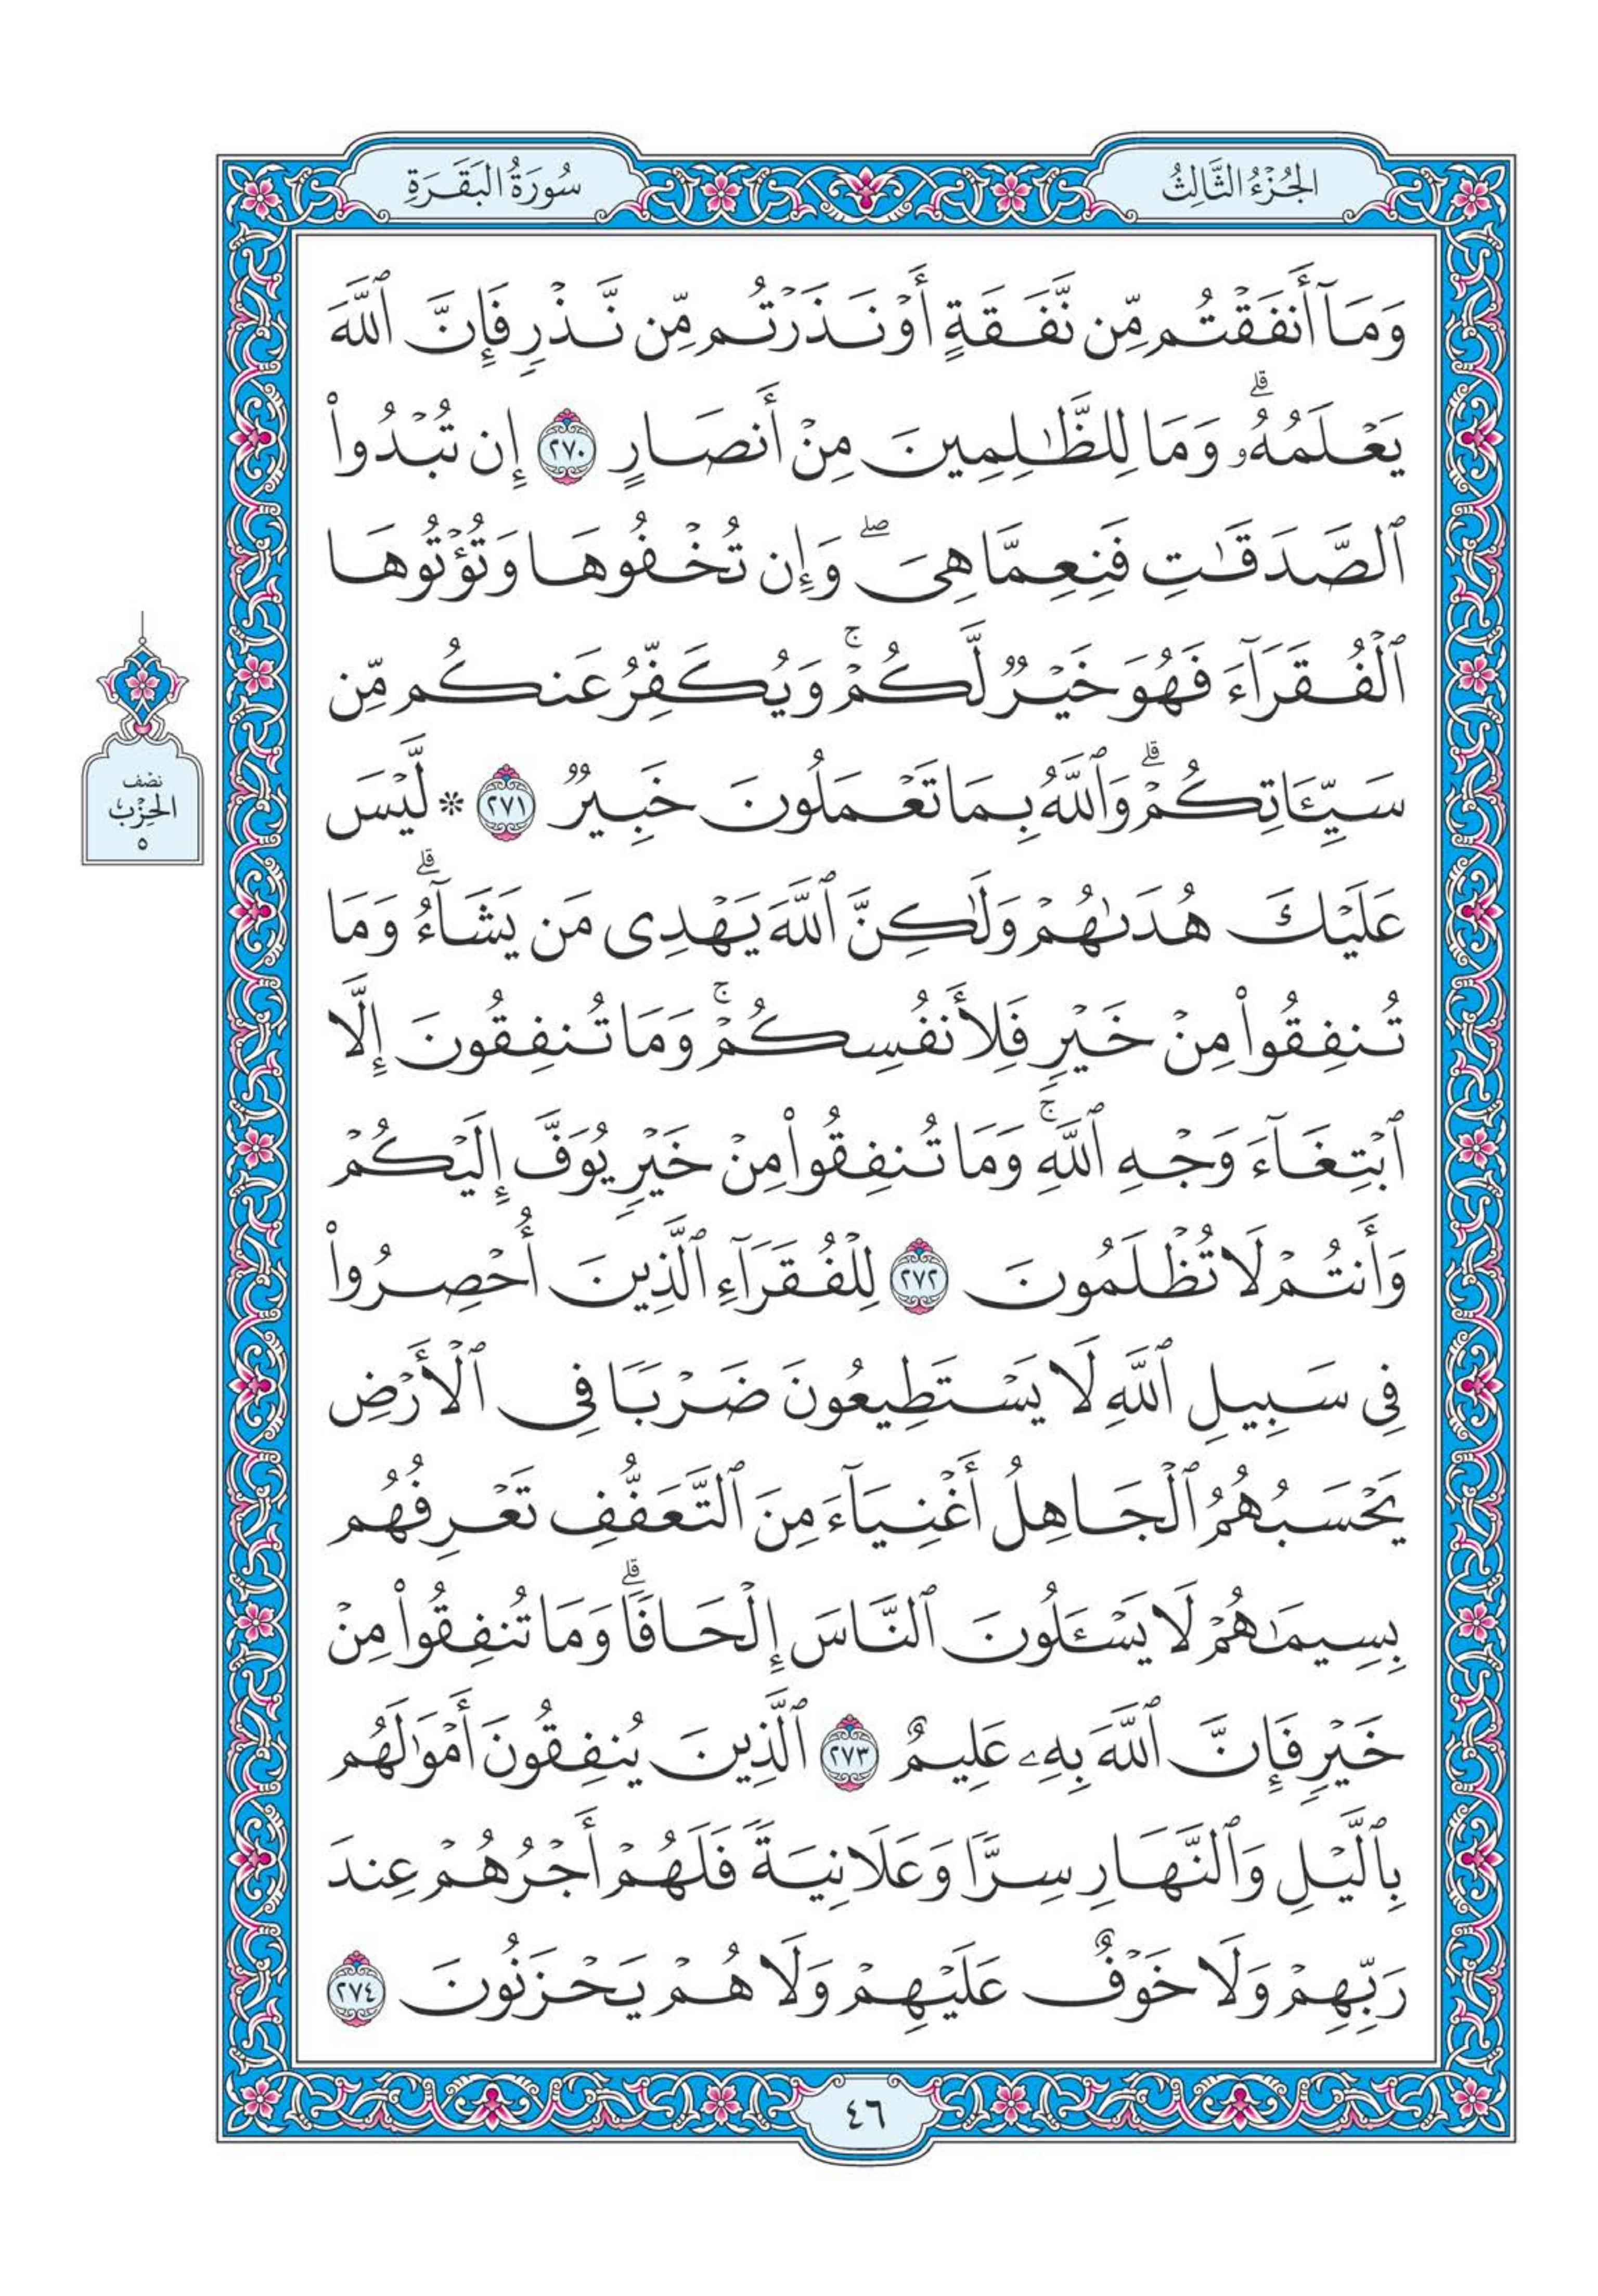 الجُزْءُ الثَّالِثُ
سُورَةُ البَقَرَةِ
وَمَآ أَنفَقْتُم مِّن نَّفَقَةٍ أَوْ نَذَرْتُم مِّن نَّذْرٍ فَإِنَّ ٱللَّهَ
يَعْلَمُهُۥۗ وَمَا لِلظَّٰلِمِينَ مِنْ أَنصَارٍ ٢٧٠ إِن تُبْدُوا۟
ٱلصَّدَقَٰتِ فَنِعِمَّا هِىَۖ وَإِن تُخْفُوهَا وَتُؤْتُوهَا
ٱلْفُقَرَآءَ فَهُوَ خَيْرٌ لَّكُمْۚ وَيُكَفِّرُ عَنكُم مِّن
سَيِّـَٔاتِكُمْۗ وَٱللَّهُ بِمَا تَعْمَلُونَ خَبِيرٌ ٢٧١ * لَّيْسَ
عَلَيْكَ هُدَىٰهُمْ وَلَٰكِنَّ ٱللَّهَ يَهْدِى مَن يَشَآءُۗ وَمَا
تُنفِقُوا۟ مِنْ خَيْرٍ فَلِأَنفُسِكُمْۚ وَمَا تُنفِقُونَ إِلَّا
ٱبْتِغَآءَ وَجْهِ ٱللَّهِۚ وَمَا تُنفِقُوا۟ مِنْ خَيْرٍ يُوَفَّ إِلَيْكُمْ
وَأَنتُمْ لَا تُظْلَمُونَ ٢٧٢ لِلْفُقَرَآءِ ٱلَّذِينَ أُحْصِرُوا۟
فِى سَبِيلِ ٱللَّهِ لَا يَسْتَطِيعُونَ ضَرْبًا فِى ٱلْأَرْضِ
يَحْسَبُهُمُ ٱلْجَاهِلُ أَغْنِيَآءَ مِنَ ٱلتَّعَفُّفِ تَعْرِفُهُم
بِسِيمَٰهُمْ لَا يَسْـَٔلُونَ ٱلنَّاسَ إِلْحَافًاۗ وَمَا تُنفِقُوا۟ مِنْ
خَيْرٍ فَإِنَّ ٱللَّهَ بِهِۦ عَلِيمٌ ٢٧٣ ٱلَّذِينَ يُنفِقُونَ أَمْوَٰلَهُم
بِٱلَّيْلِ وَٱلنَّهَارِ سِرًّا وَعَلَانِيَةً فَلَهُمْ أَجْرُهُمْ عِندَ
رَبِّهِمْ وَلَا خَوْفٌ عَلَيْهِمْ وَلَا هُمْ يَحْزَنُونَ ٢٧٤
نصْف
الحِزْب
٥
٤٦